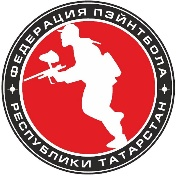 ФЕДЕРАЦИЯ ПЭЙНТБОЛА
РЕСПУБЛИКИ ТАТАРСТАН